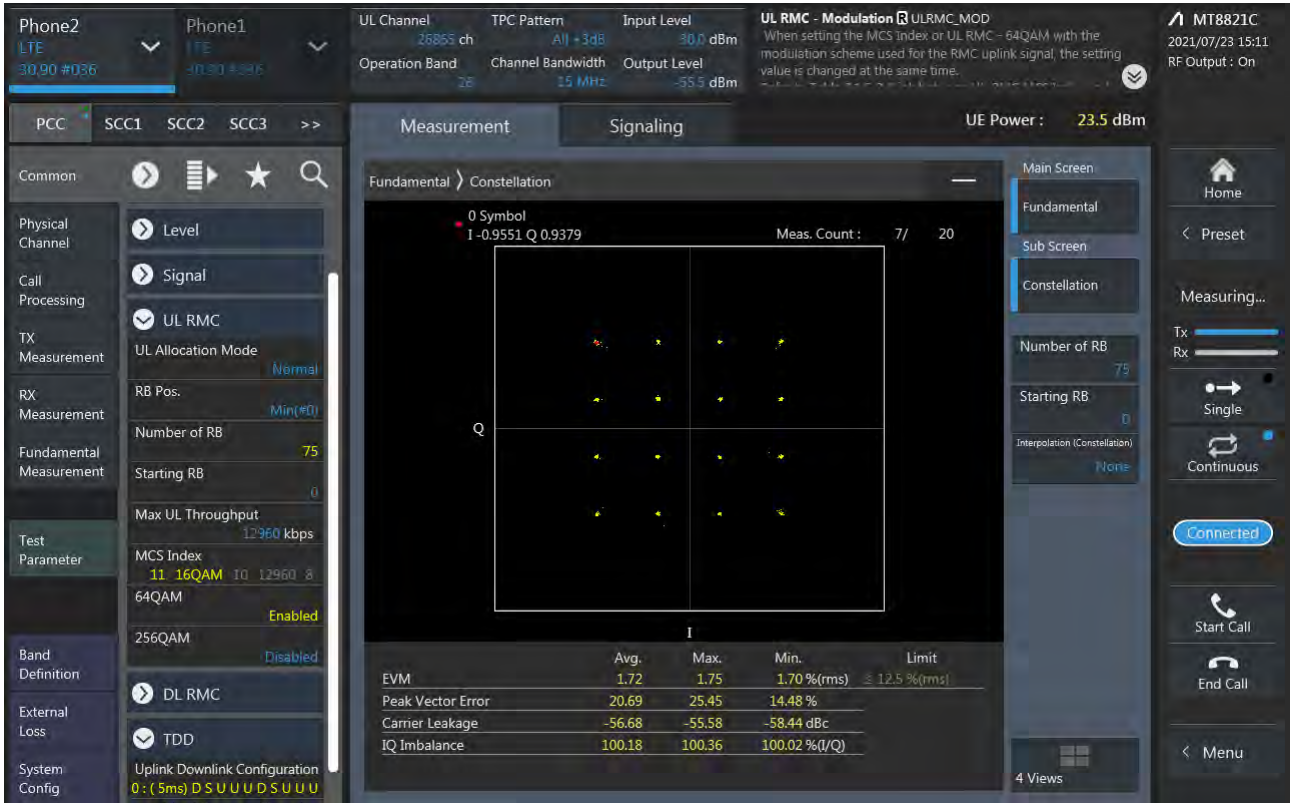 Phone2
LTE
30.90 #036
Phone1
LTE
UL Channel
26865 ch
TPC Pattern
All +3dB
Input Level
30.0 dBm
Operation Band
26
Channel Bandwidth
15 MHz
Output Level
-55.5 dBm
UL RMC - Modulation R ULRMC_MOD
When setting the MCS Index or UL RMC - 64QAM with the
modulation scheme used for the RMC uplink signal, the setting
value is changed at the same time.
MT8821C
2021/07/23 15:11
RF Output : On
PCC SCC1 SCC2 SCC3 >>
Measurement
Signaling
UE Power : 23.5 dBm
Common
Physical
Channel
Call
Processing
TX
Measurement
RX
Measurement
Fundamental
Measurement
Test
Parameter
Band
Definition
External
Loss
System
Config
Level
Signal
UL RMC
UL Allocation Mode
Normal
RB Pos.
Min(#0)
Number of RB
75
Starting RB
0
Max UL Throughput
12960 kbps
MCS Index
11 16QAM 10 12960 8
64QAM
Enabled
256QAM
Disabled
DL RMC
TDD
Uplink Downlink Configuration
0 : ( 5ms) D S U U U D S U U U
Fundamental ⟩ Constellation
0 Symbol
I -0.9551 Q 0.9379
Meas. Count : 7/ 20
Q
I
Avg. Max. Min. Limit
EVM 1.72 1.75 1.70 %(rms) ≦ 12.5 %(rms)
Peak Vector Error 20.69 25.45 14.48 %
Carrier Leakage -56.68 -55.58 -58.44 dBc
IQ Imbalance 100.18 100.36 100.02 %(I/Q)
Main Screen
Fundamental
Sub Screen
Constellation
Number of RB
75
Starting RB
0
Interpolation (Constellation)
None
4 Views
Home
< Preset
Measuring...
Tx
Rx
Single
Continuous
Connected
Start Call
End Call
< Menu